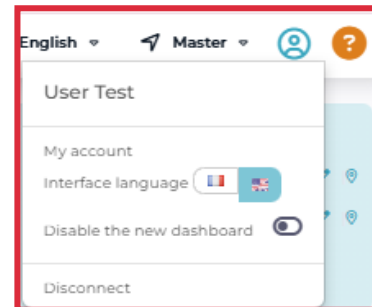 English Master ?
User Test
My account
Interface language
Disable the new dashboard
Disconnect